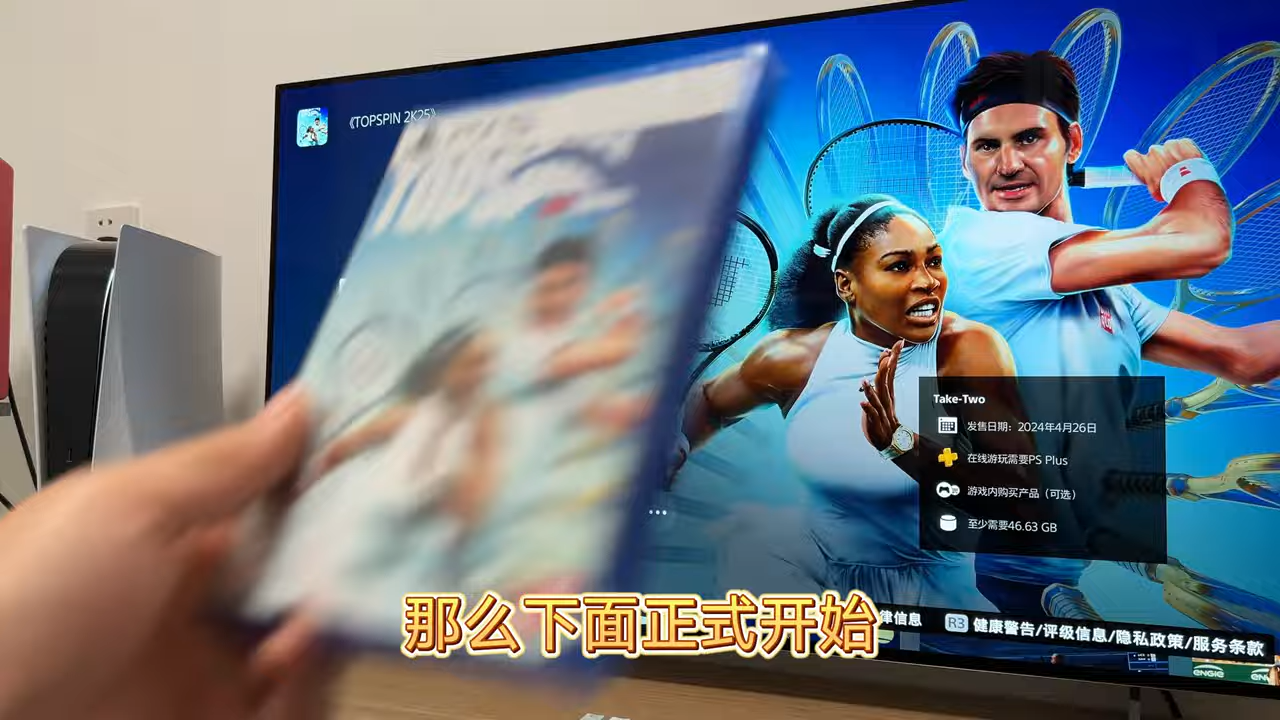 《TOPSPIN 2K25》
Take-Two
发售日期：2024年4月26日
在线游玩需要PS Plus
游戏内购买产品（可选）
至少需要46.63 GB
律信息
R3 健康警告/评级信息/隐私政策/服务条款
ENGIE
那么下面正式开始